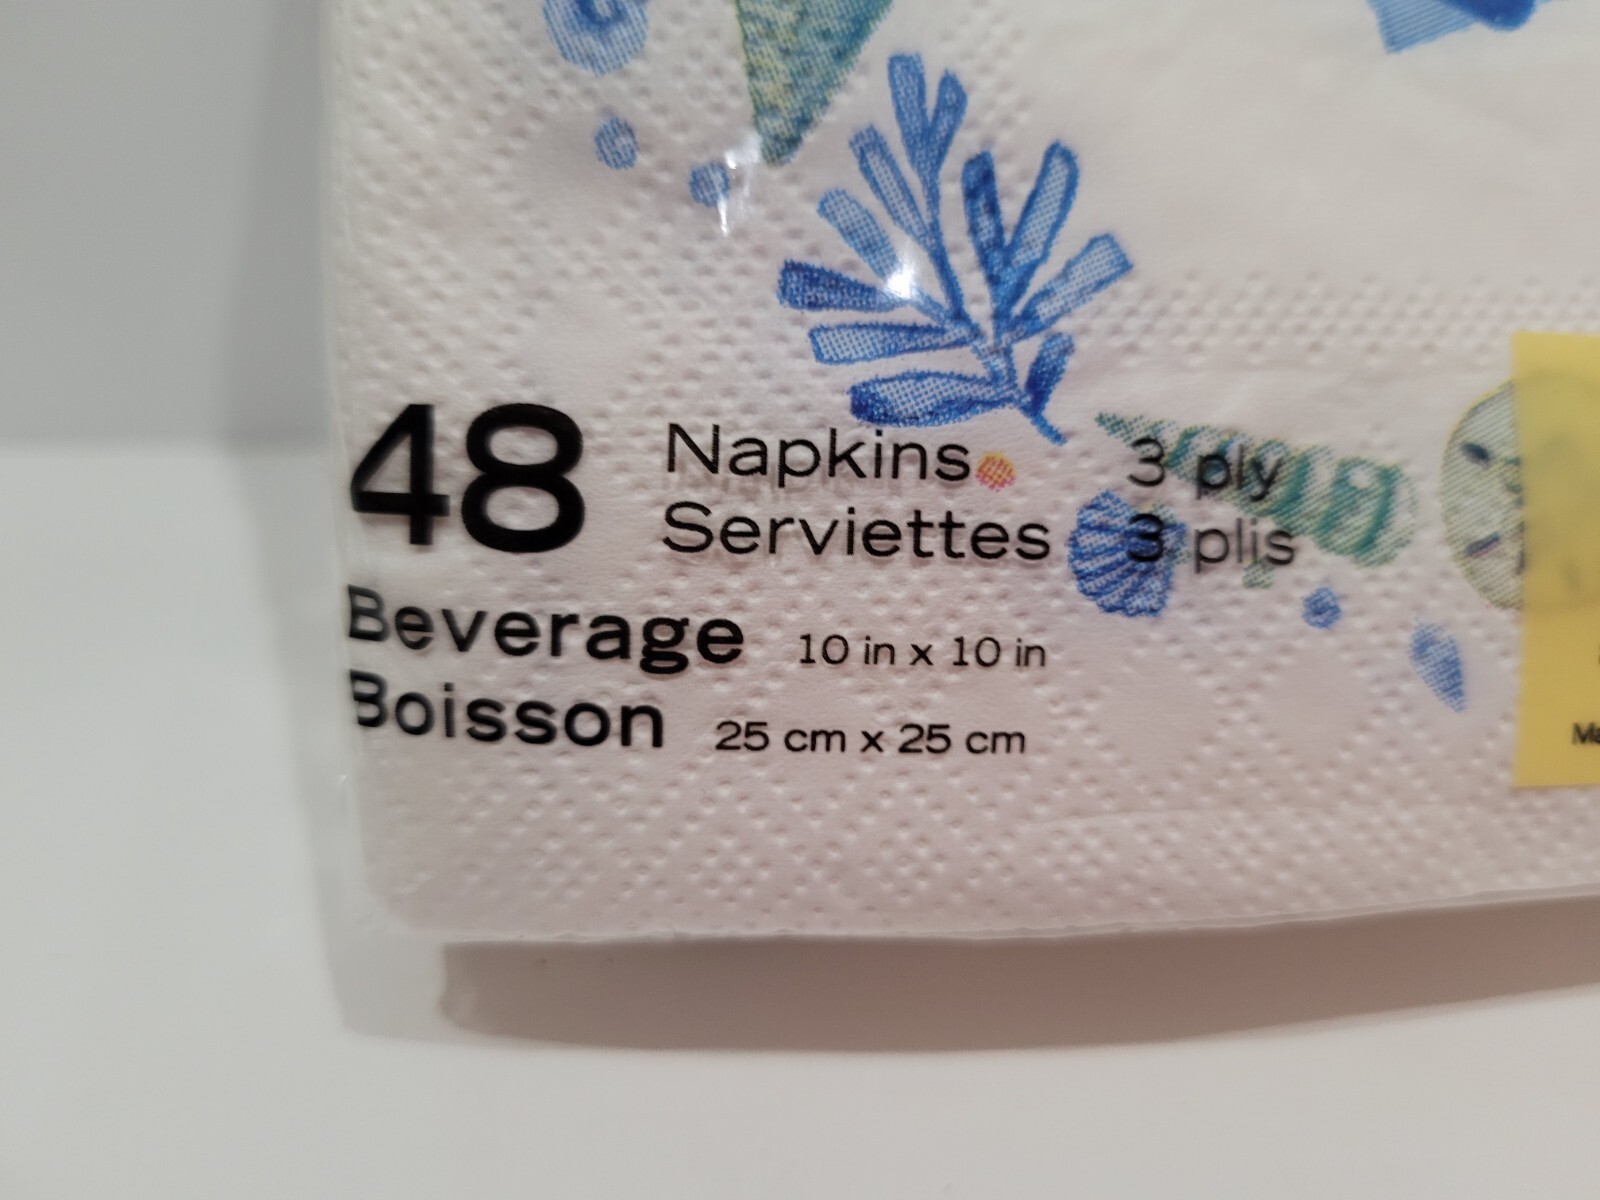 48 Napkins 3 ply
Serviettes 3 plis
Beverage 10 in x 10 in
Boisson 25 cm x 25 cm